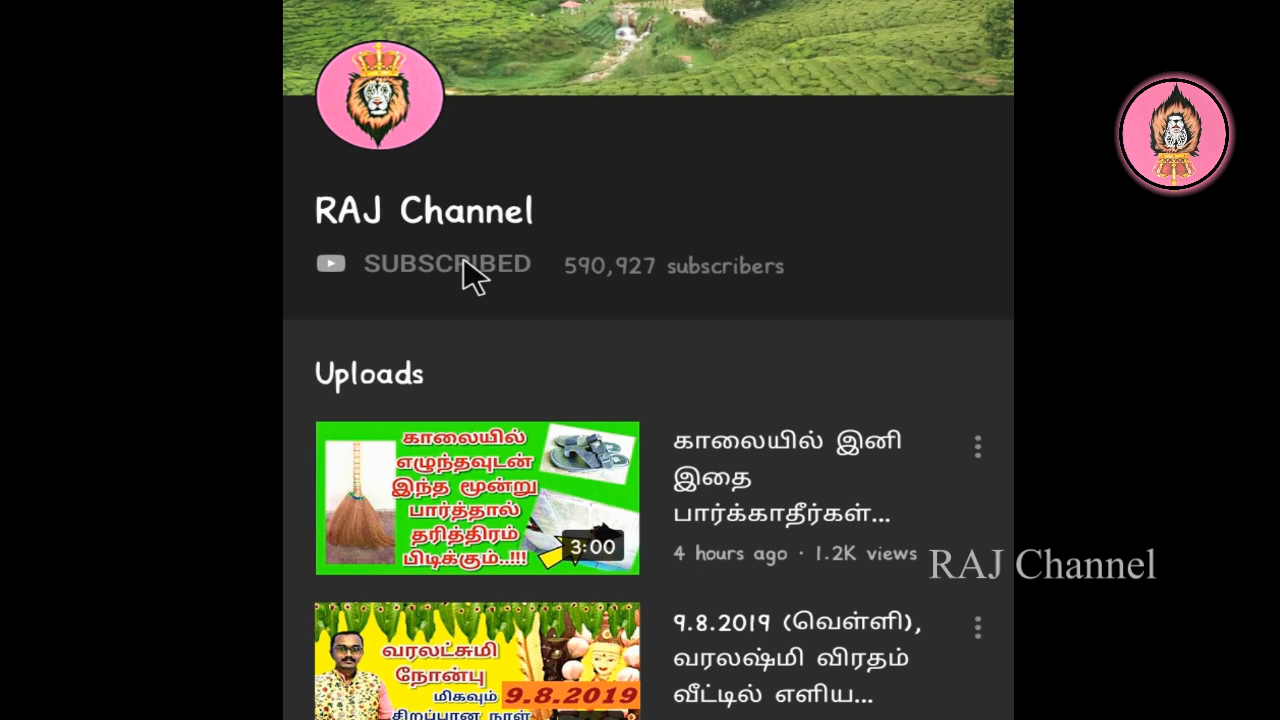 RAJ Channel
SUBSCRIBED 590,927 subscribers
Uploads
காலையில்
எழுந்தவுடன்
இந்த மூன்று
பார்த்தால்
தரித்திரம்
பிடிக்கும்..!!!
3:00
காலையில் இனி
இதை
பார்க்காதீர்கள்...
4 hours ago · 1.2K views
RAJ Channel
வரலட்சுமி
நோன்பு
மிகவும் 9.8.2019
சிறப்பான நாள்
9.8.2019 (வெள்ளி),
வரலஷ்மி விரதம்
வீட்டில் எளிய...